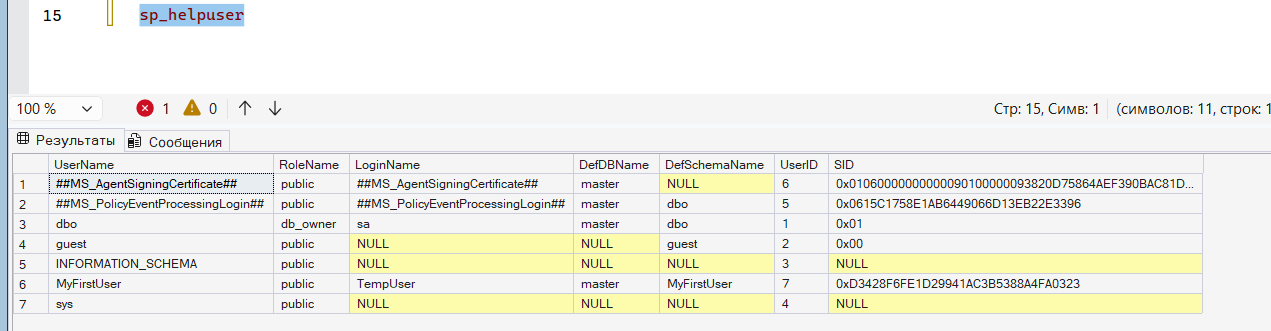 15 sp_helpuser
100 % 1 0 Стр: 15, Симв: 1 (символов: 11, строк: 1
Результаты Сообщения
UserName RoleName LoginName DefDBName DefSchemaName UserID SID
1 ##MS_AgentSigningCertificate## public ##MS_AgentSigningCertificate## master NULL 6 0x01060000000000090100000093820D75864AEF390BAC81D...
2 ##MS_PolicyEventProcessingLogin## public ##MS_PolicyEventProcessingLogin## master dbo 5 0x0615C1758E1AB6449066D13EB22E3396
3 dbo db_owner sa master dbo 1 0x01
4 guest public NULL NULL guest 2 0x00
5 INFORMATION_SCHEMA public NULL NULL NULL 3 NULL
6 MyFirstUser public TempUser master MyFirstUser 7 0xD3428F6FE1D29941AC3B5388A4FA0323
7 sys public NULL NULL NULL 4 NULL